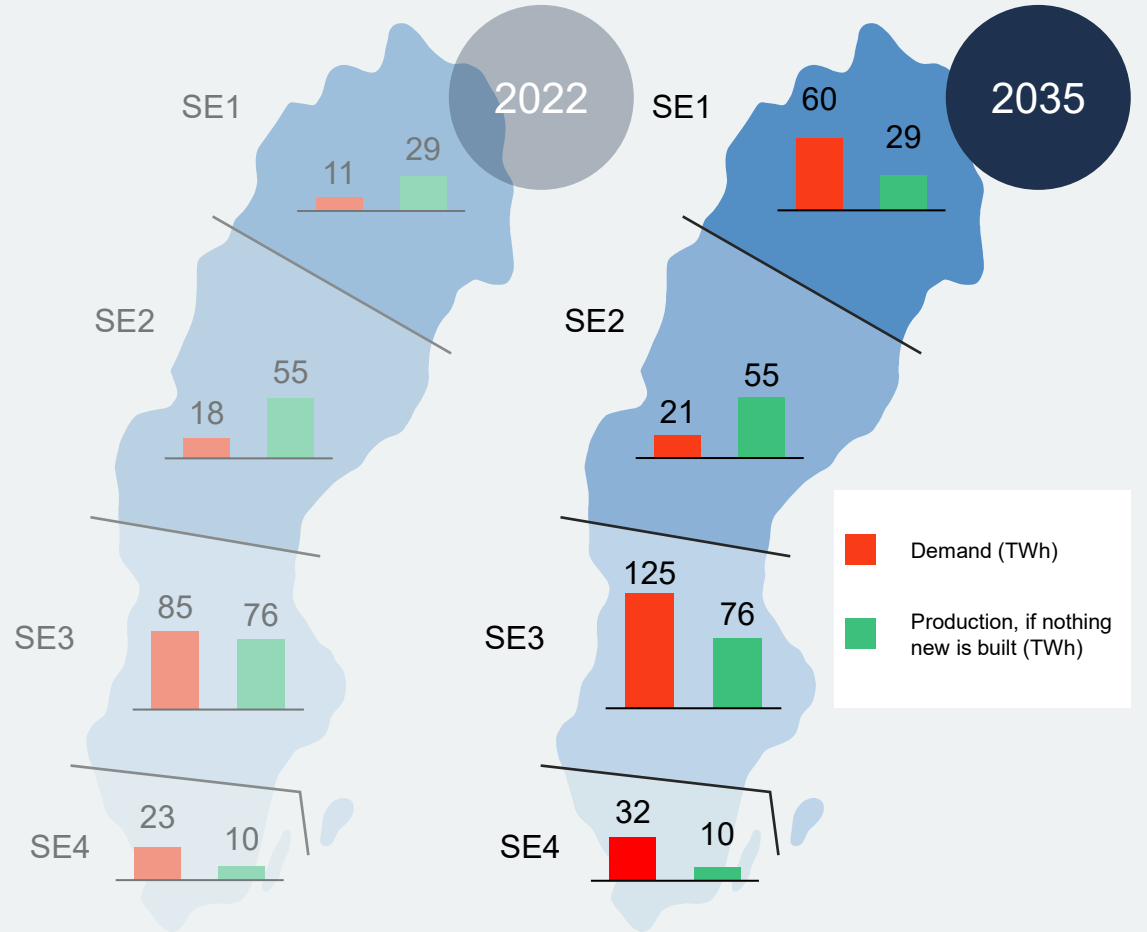 2022
SE1
11
29
SE2
18
55
SE3
85
76
SE4
23
10
2035
SE1
60
29
SE2
21
55
SE3
125
76
SE4
32
10
Demand (TWh)
Production, if nothing
new is built (TWh)